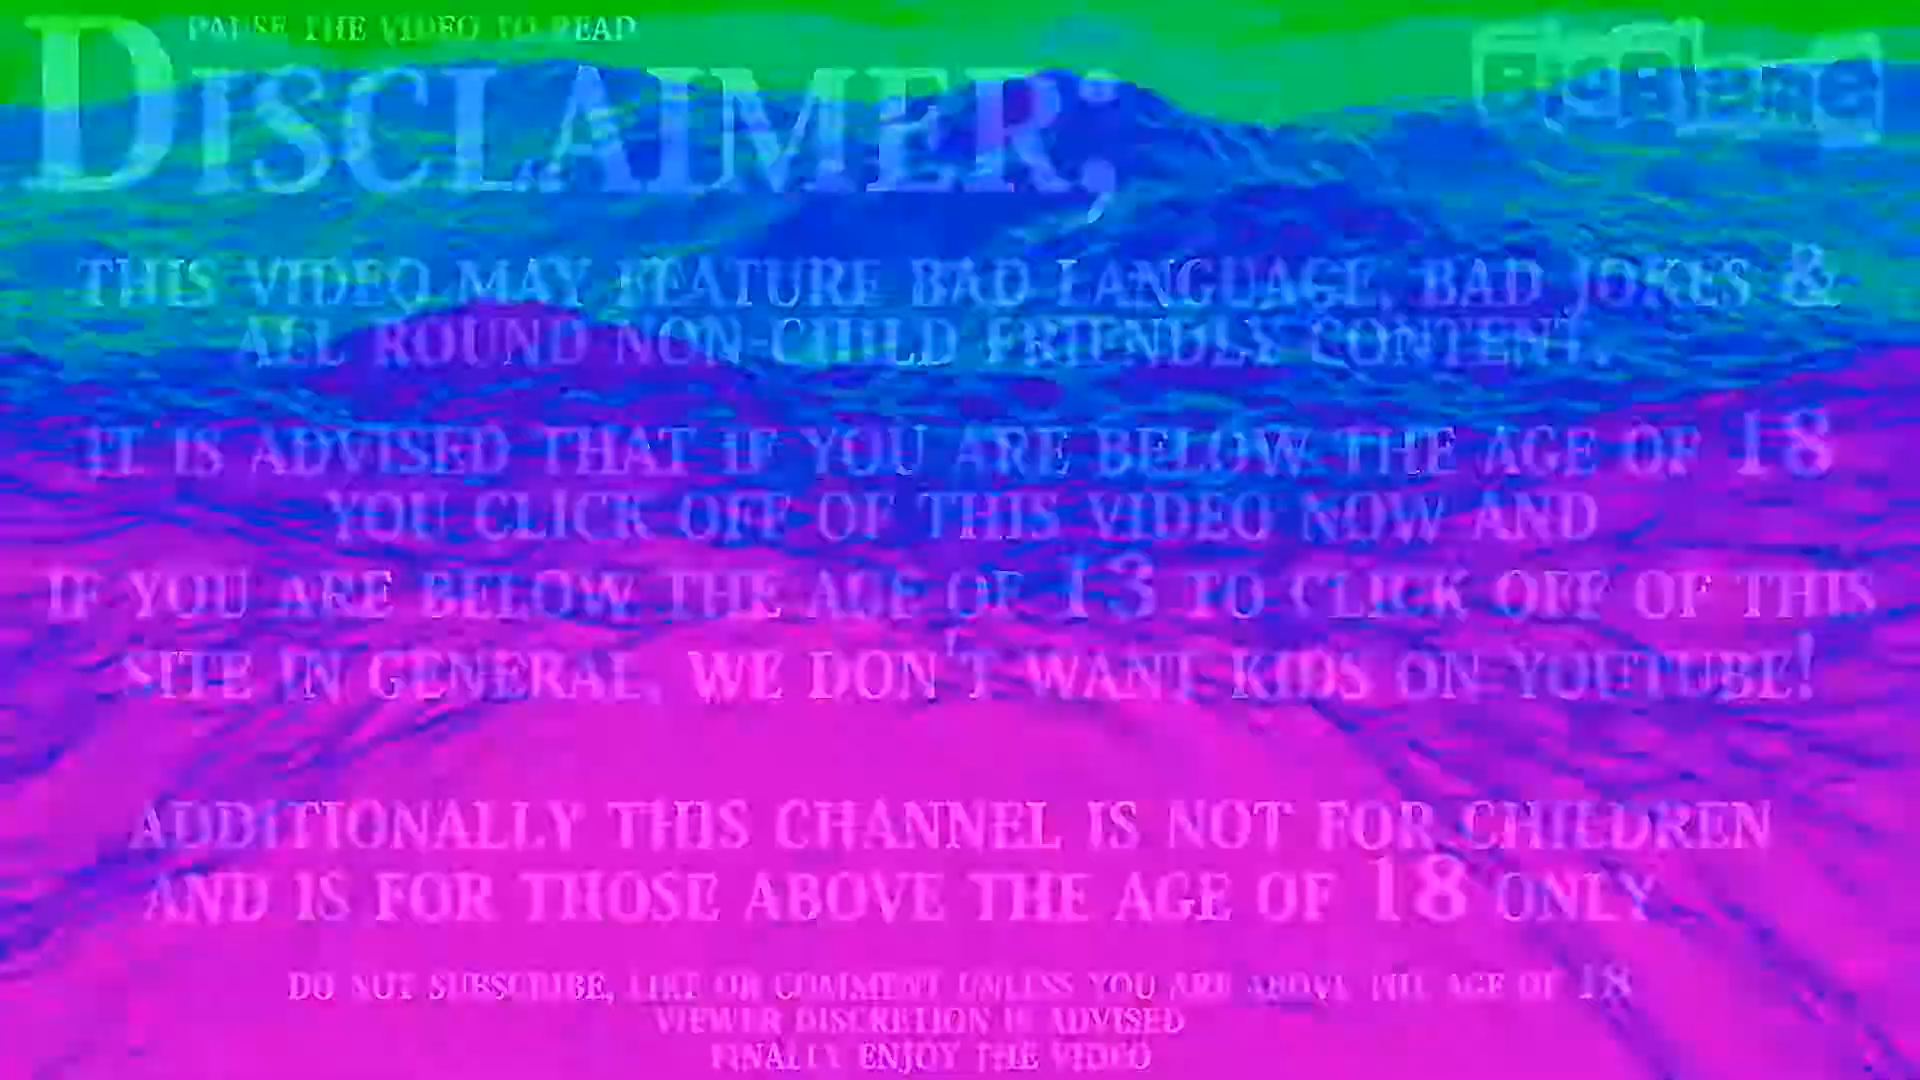 PAUSE THE VIDEO TO READ
DISCLAIMER;
THIS VIDEO MAY FEATURE BAD LANGUAGE, BAD JOKES &
ALL ROUND NON-CHILD FRIENDLY CONTENT.
IT IS ADVISED THAT IF YOU ARE BELOW THE AGE OF 18
YOU CLICK OFF OF THIS VIDEO NOW AND
IF YOU ARE BELOW THE AGE OF 13 TO CLICK OFF OF THIS
SITE IN GENERAL, WE DON'T WANT KIDS ON YOUTUBE!
ADDITIONALLY THIS CHANNEL IS NOT FOR CHILDREN
AND IS FOR THOSE ABOVE THE AGE OF 18 ONLY
DO NOT SUBSCRIBE, LIKE OR COMMENT UNLESS YOU ARE ABOVE THE AGE OF 18
VIEWER DISCRETION IS ADVISED
FINALLY ENJOY THE VIDEO